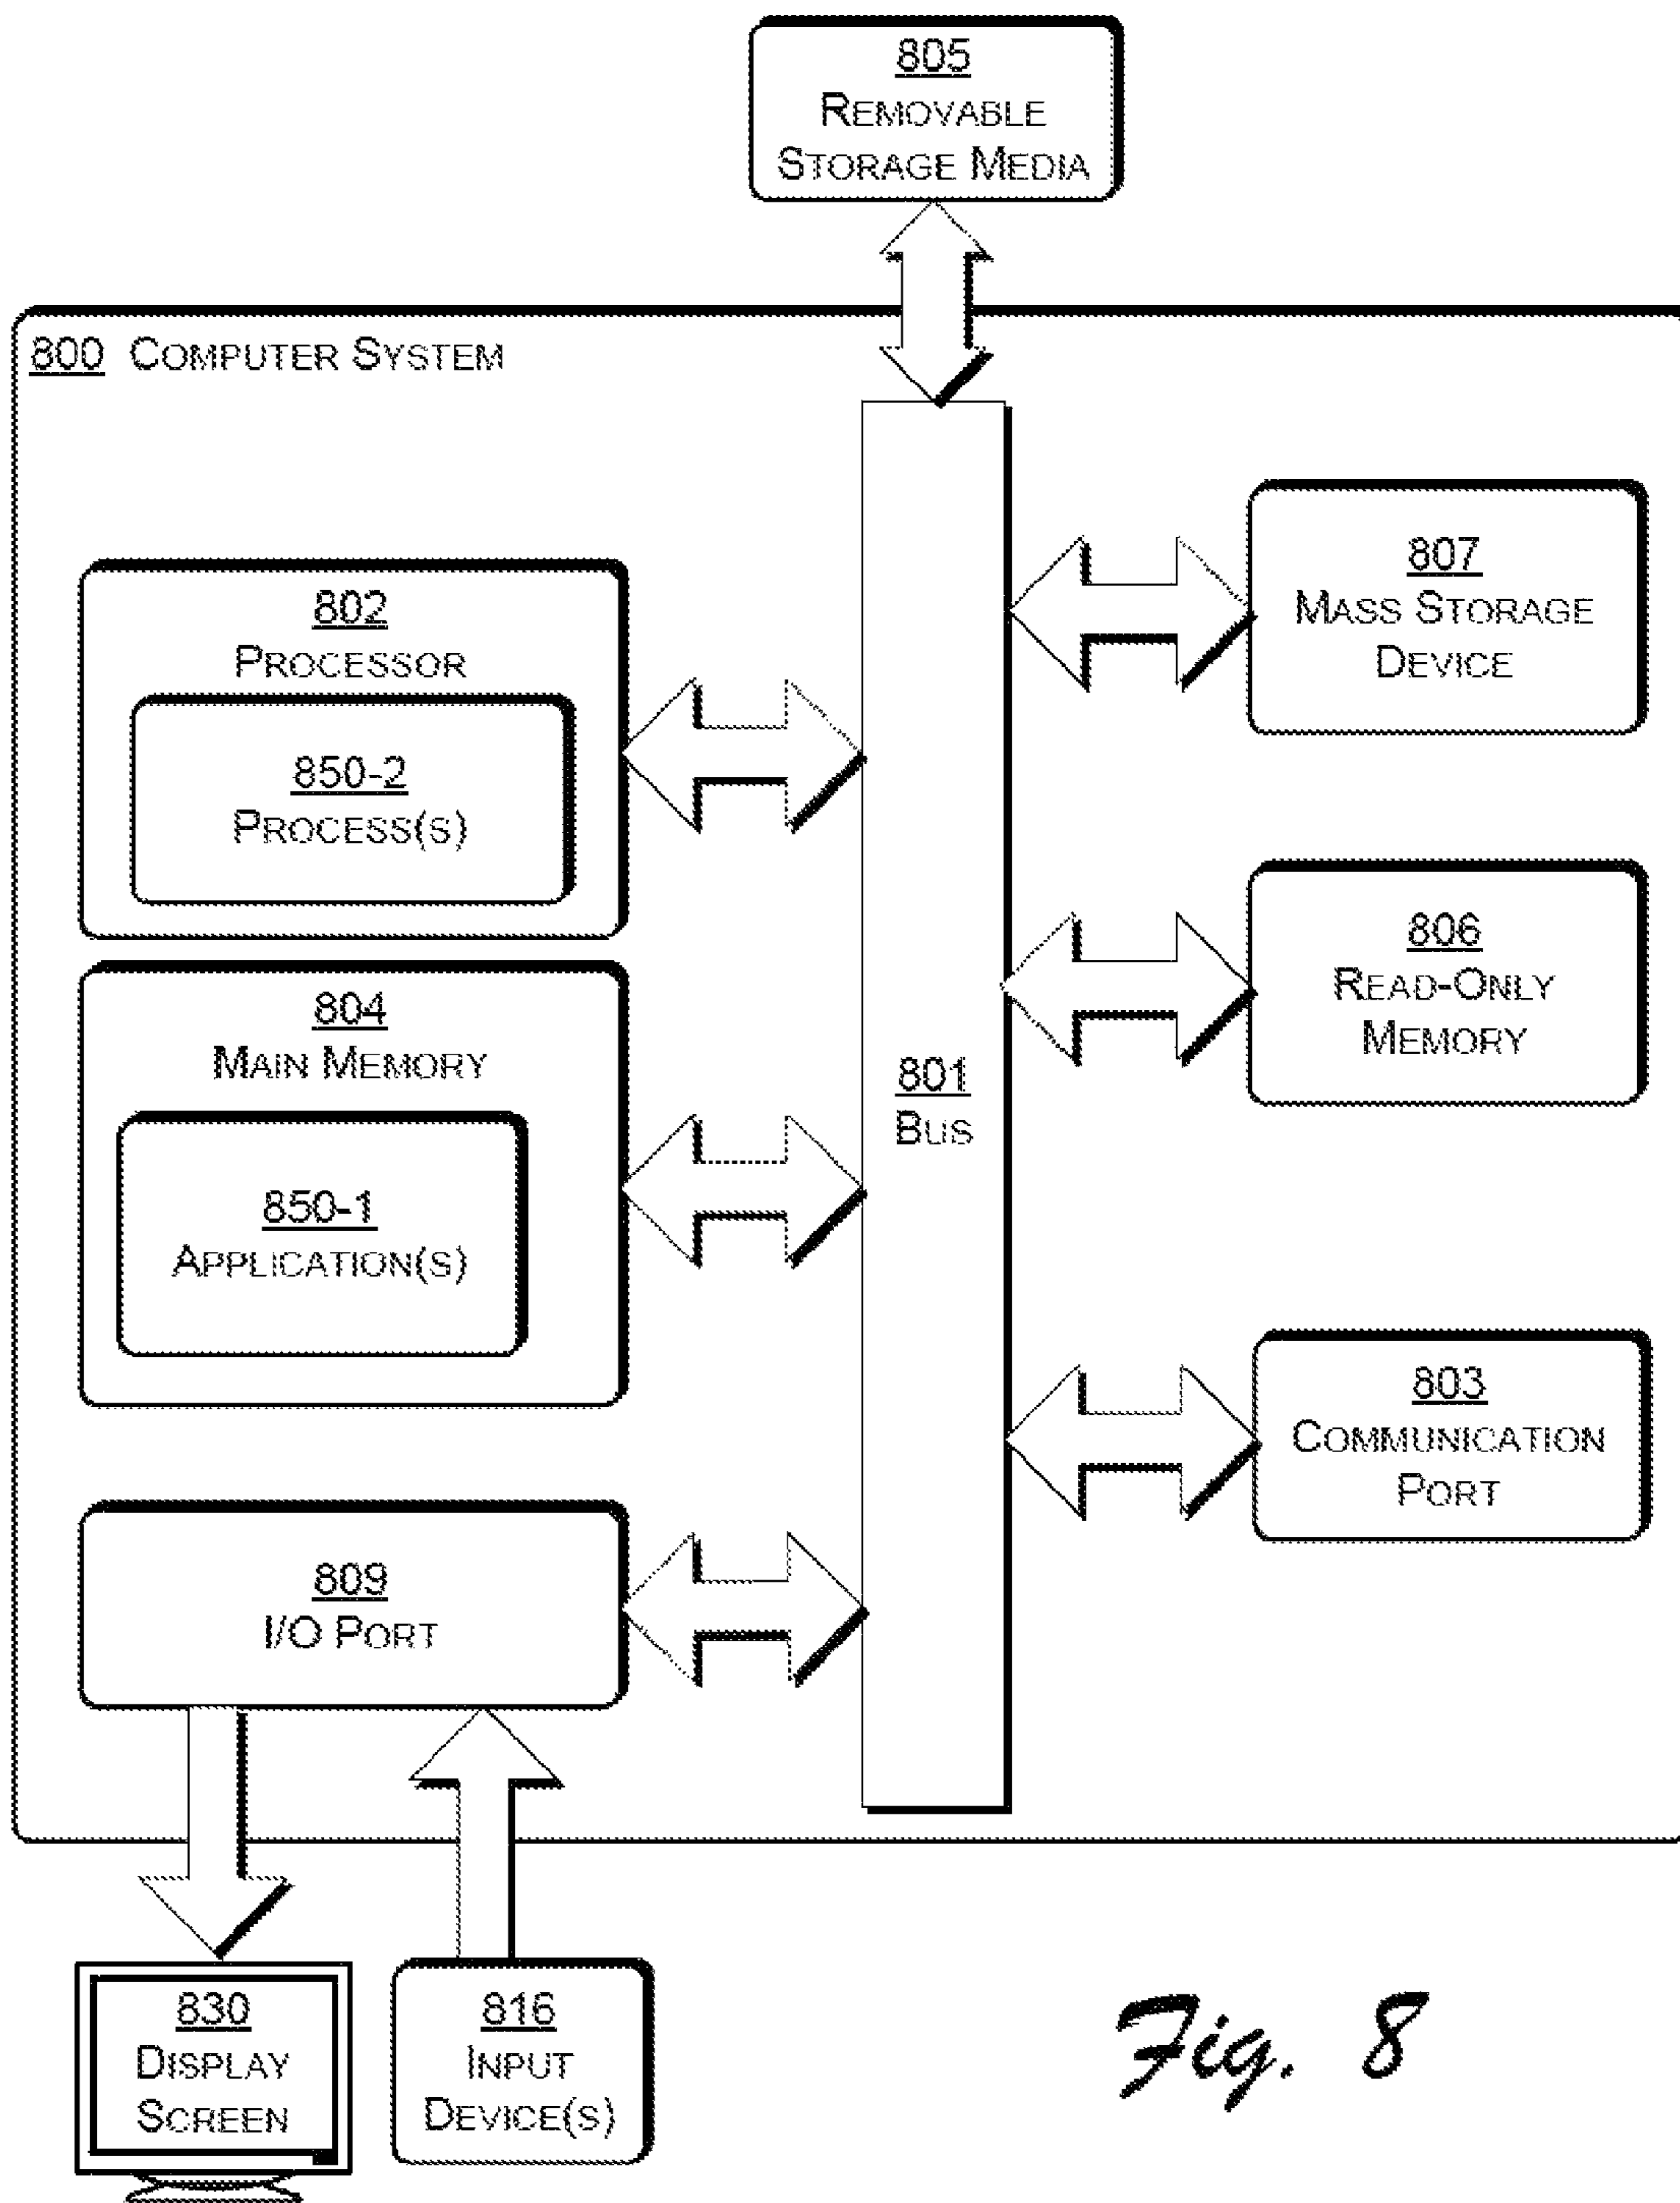 805
REMOVABLE
STORAGE MEDIA
800 COMPUTER SYSTEM
802
PROCESSOR
850-2
PROCESS(S)
804
MAIN MEMORY
850-1
APPLICATION(S)
809
I/O PORT
801
BUS
807
MASS STORAGE
DEVICE
806
READ-ONLY
MEMORY
803
COMMUNICATION
PORT
830
DISPLAY
SCREEN
816
INPUT
DEVICE(S)
Fig. 8